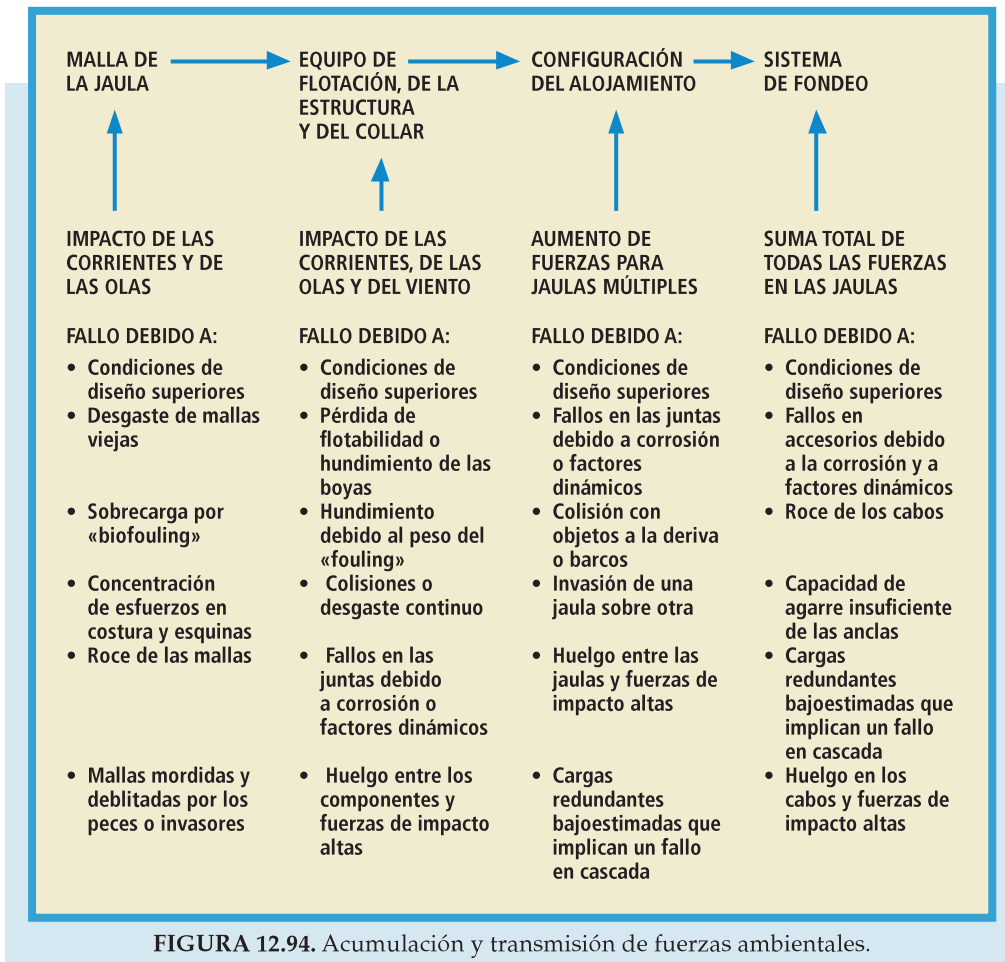 MALLA DE
LA JAULA
EQUIPO DE
FLOTACIÓN, DE LA
ESTRUCTURA
Y DEL COLLAR
CONFIGURACIÓN
DEL ALOJAMIENTO
SISTEMA
DE FONDEO
IMPACTO DE LAS
CORRIENTES Y DE
LAS OLAS
FALLO DEBIDO A:
• Condiciones de
diseño superiores
• Desgaste de mallas
viejas
• Sobrecarga por
«biofouling»
• Concentración
de esfuerzos en
costura y esquinas
• Roce de las mallas
• Mallas mordidas y
deblitadas por los
peces o invasores
IMPACTO DE LAS
CORRIENTES, DE LAS
OLAS Y DEL VIENTO
FALLO DEBIDO A:
• Condiciones de
diseño superiores
• Pérdida de
flotabilidad o
hundimiento de las
boyas
• Hundimiento
debido al peso del
«fouling»
• Colisiones o
desgaste continuo
• Fallos en las
juntas debido
a corrosión o
factores dinámicos
• Huelgo entre los
componentes y
fuerzas de impacto
altas
AUMENTO DE
FUERZAS PARA
JAULAS MÚLTIPLES
FALLO DEBIDO A:
• Condiciones de
diseño superiores
• Fallos en las juntas
debido a corrosión
o factores
dinámicos
• Colisión con
objetos a la deriva
o barcos
• Invasión de una
jaula sobre otra
• Huelgo entre las
jaulas y fuerzas de
impacto altas
• Cargas
redundantes
bajoestimadas que
implican un fallo
en cascada
SUMA TOTAL DE
TODAS LAS FUERZAS
EN LAS JAULAS
FALLO DEBIDO A:
• Condiciones de
diseño superiores
• Fallos en
accesorios debido
a la corrosión y a
factores dinámicos
• Roce de los cabos
• Capacidad de
agarre insuficiente
de las anclas
• Cargas
redundantes
bajoestimadas que
implican un fallo
en cascada
• Huelgo en los
cabos y fuerzas de
impacto altas
FIGURA 12.94. Acumulación y transmisión de fuerzas ambientales.